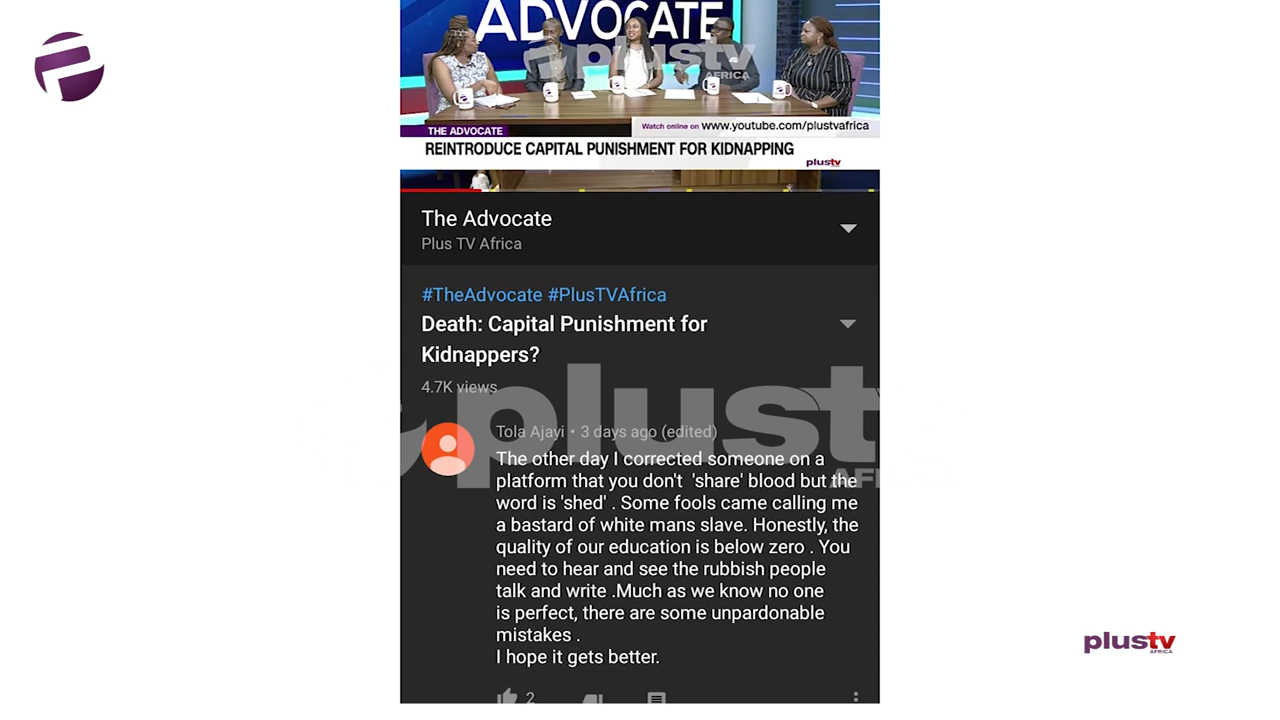 ADVOCATE
plustv
AFRICA
Watch online on www.youtube.com/plustvafrica
THE ADVOCATE
REINTRODUCE CAPITAL PUNISHMENT FOR KIDNAPPING
plustv
The Advocate
Plus TV Africa
#TheAdvocate #PlusTVAfrica
Death: Capital Punishment for
Kidnappers?
4.7K views
plustv
AFRICA
Tola Ajayi • 3 days ago (edited)
The other day I corrected someone on a
platform that you don't 'share' blood but the
word is 'shed' . Some fools came calling me
a bastard of white mans slave. Honestly, the
quality of our education is below zero . You
need to hear and see the rubbish people
talk and write .Much as we know no one
is perfect, there are some unpardonable
mistakes .
I hope it gets better.
2
plustv
AFRICA